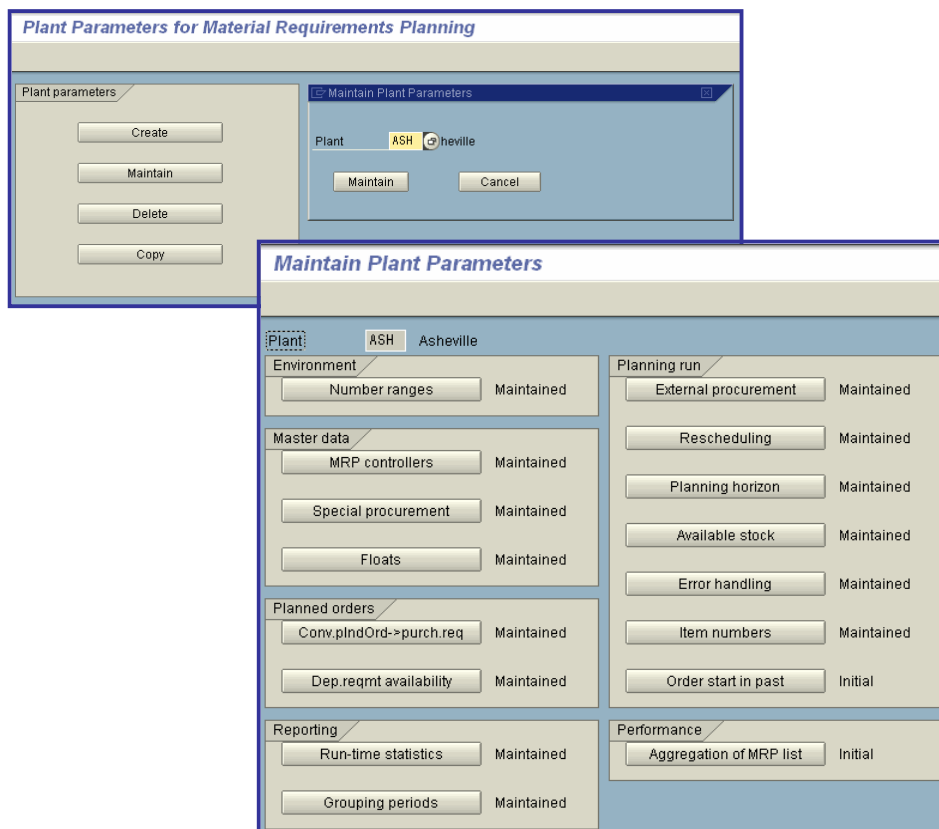 Plant Parameters for Material Requirements Planning
Plant parameters
Create
Maintain
Delete
Copy
Maintain Plant Parameters
Plant ASH heville
Maintain Cancel
Maintain Plant Parameters
Plant ASH Asheville
Environment
Number ranges Maintained
Master data
MRP controllers Maintained
Special procurement Maintained
Floats Maintained
Planned orders
Conv.plndOrd->purch.req Maintained
Dep.reqmt availability Maintained
Reporting
Run-time statistics Maintained
Grouping periods Maintained
Planning run
External procurement Maintained
Rescheduling Maintained
Planning horizon Maintained
Available stock Maintained
Error handling Maintained
Item numbers Maintained
Order start in past Initial
Performance
Aggregation of MRP list Initial